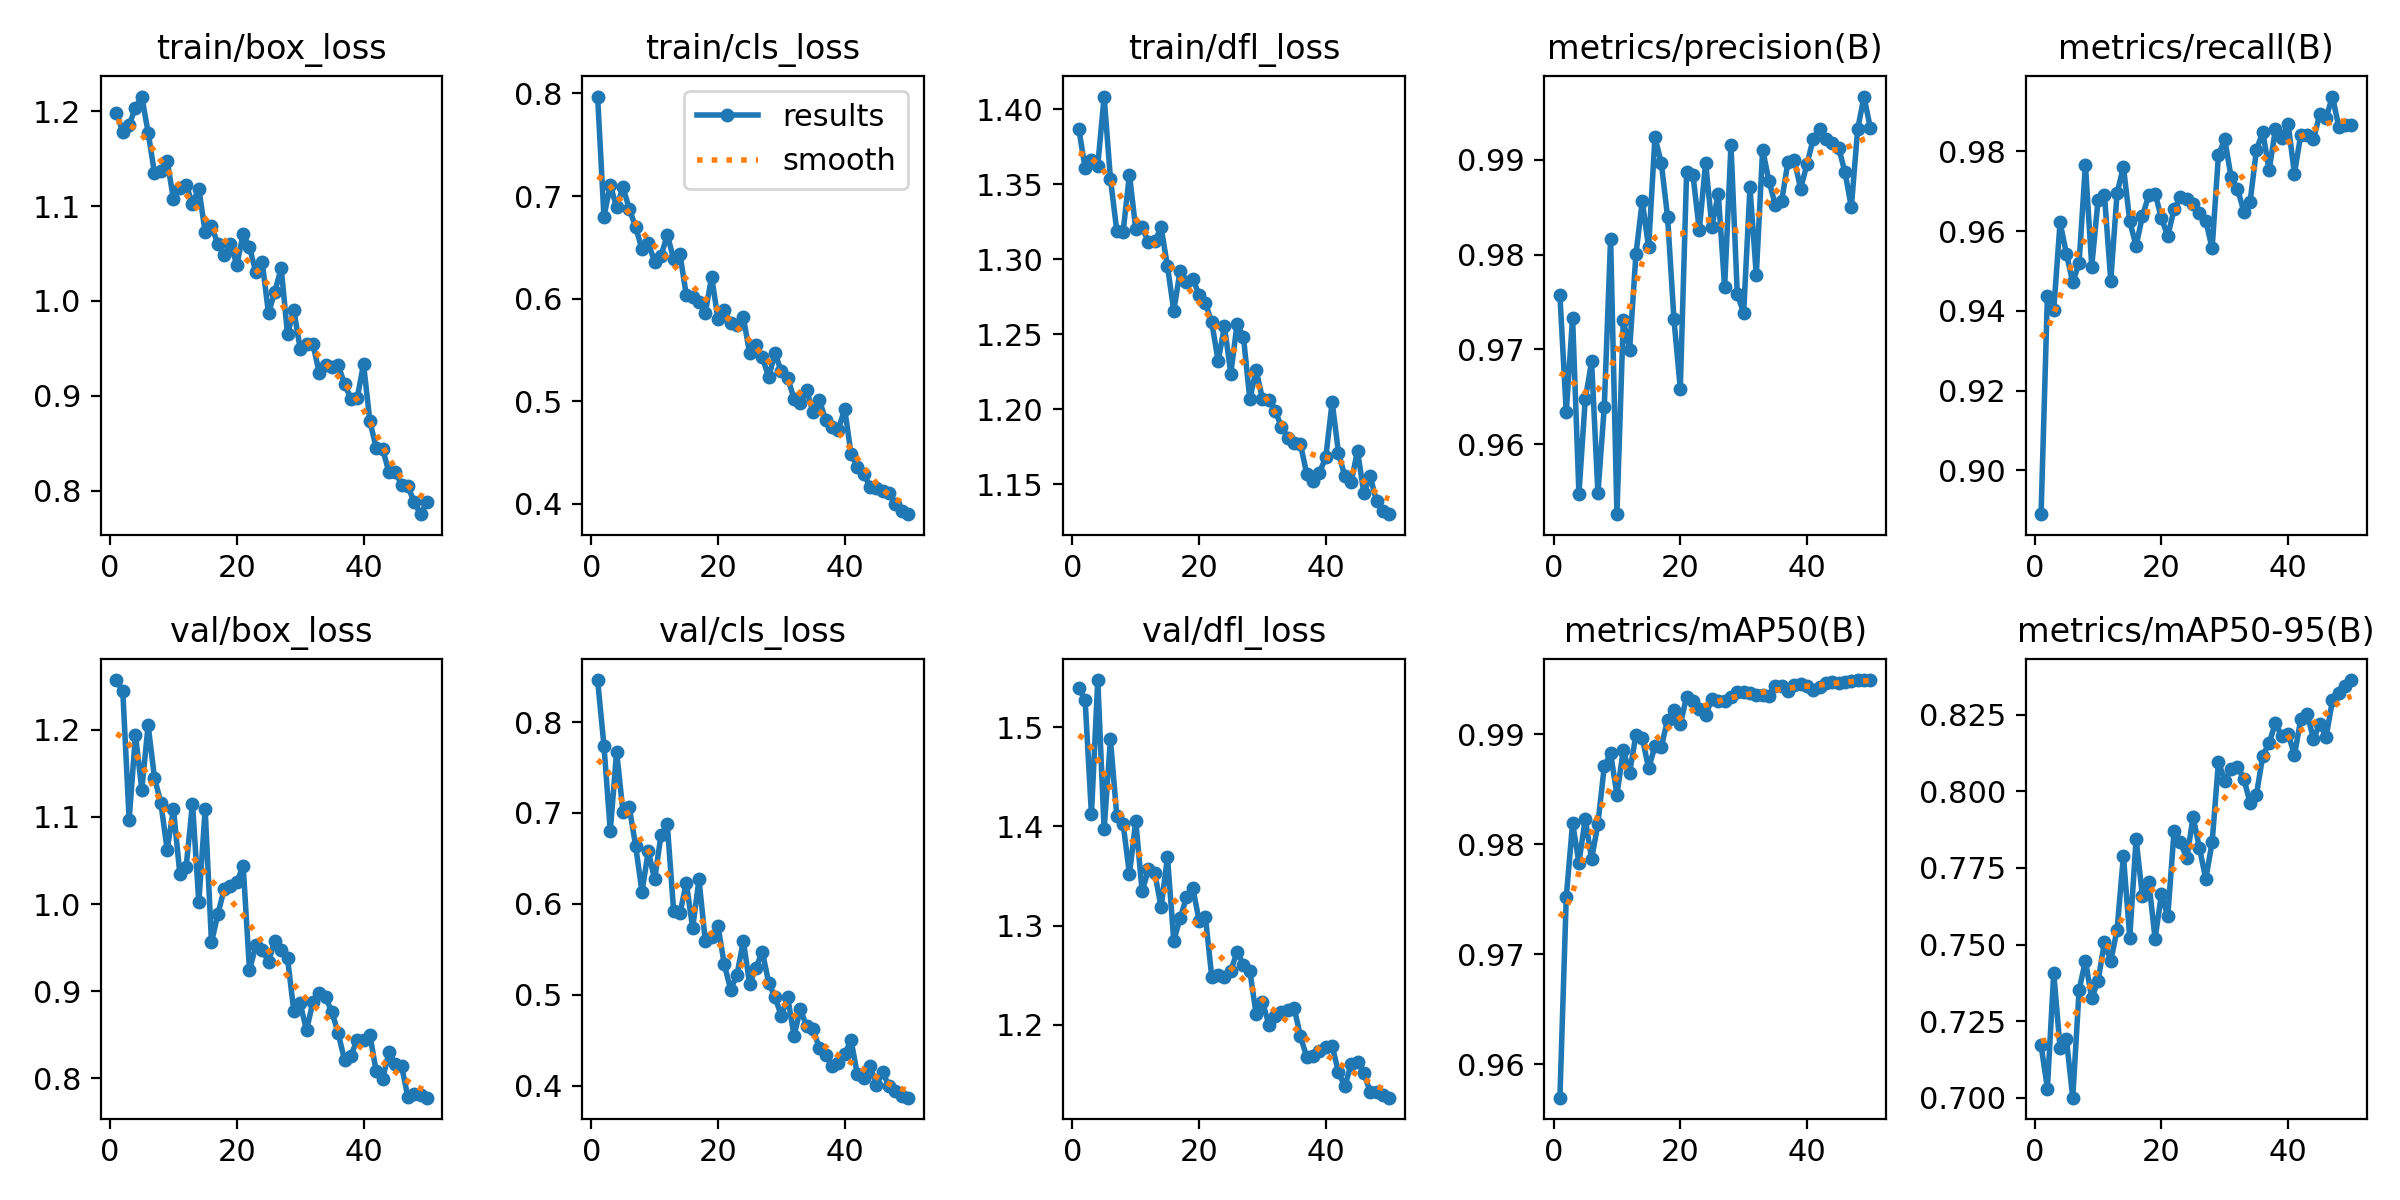 train/box_loss
1.2
1.1
1.0
0.9
0.8
0 20 40
train/cls_loss
results
smooth
0.8
0.7
0.6
0.5
0.4
0 20 40
train/dfl_loss
1.40
1.35
1.30
1.25
1.20
1.15
0 20 40
metrics/precision(B)
0.99
0.98
0.97
0.96
0 20 40
metrics/recall(B)
0.98
0.96
0.94
0.92
0.90
0 20 40
val/box_loss
1.2
1.1
1.0
0.9
0.8
0 20 40
val/cls_loss
0.8
0.7
0.6
0.5
0.4
0 20 40
val/dfl_loss
1.5
1.4
1.3
1.2
0 20 40
metrics/mAP50(B)
0.99
0.98
0.97
0.96
0 20 40
metrics/mAP50-95(B)
0.825
0.800
0.775
0.750
0.725
0.700
0 20 40